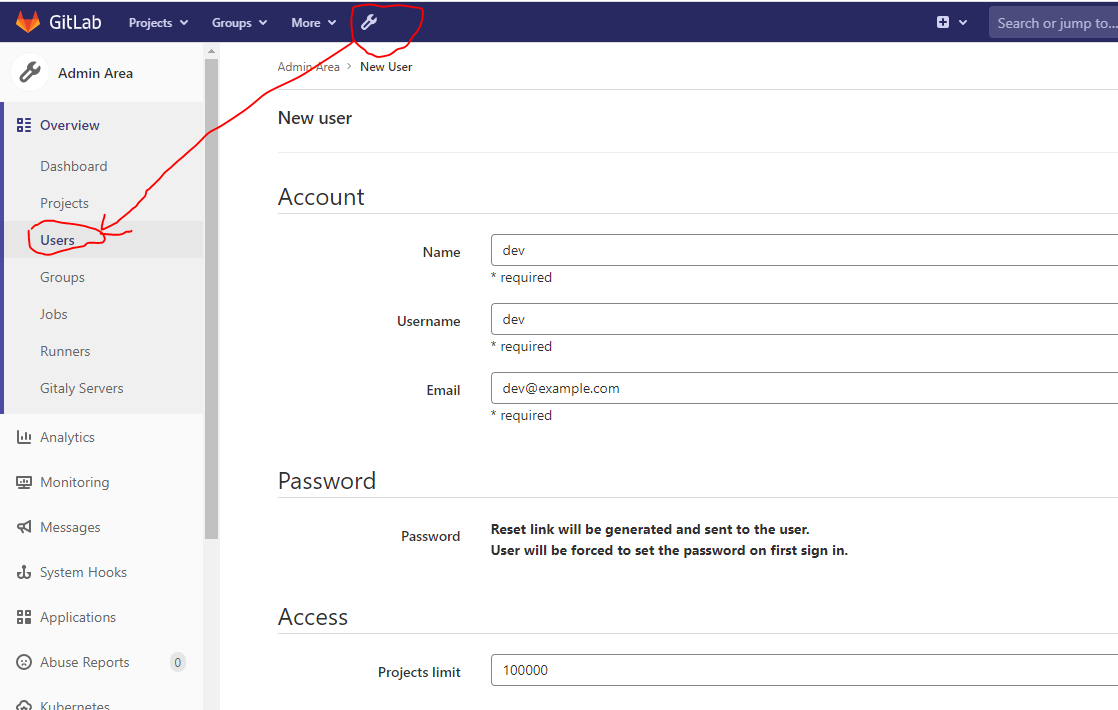 GitLab Projects Groups More Search or jump to...
Admin Area
Overview
Dashboard
Projects
Users
Groups
Jobs
Runners
Gitaly Servers
Analytics
Monitoring
Messages
System Hooks
Applications
Abuse Reports 0
Kubernetes
Admin Area > New User
New user
Account
Name dev
* required
Username dev
* required
Email dev@example.com
* required
Password
Password Reset link will be generated and sent to the user.
User will be forced to set the password on first sign in.
Access
Projects limit 100000